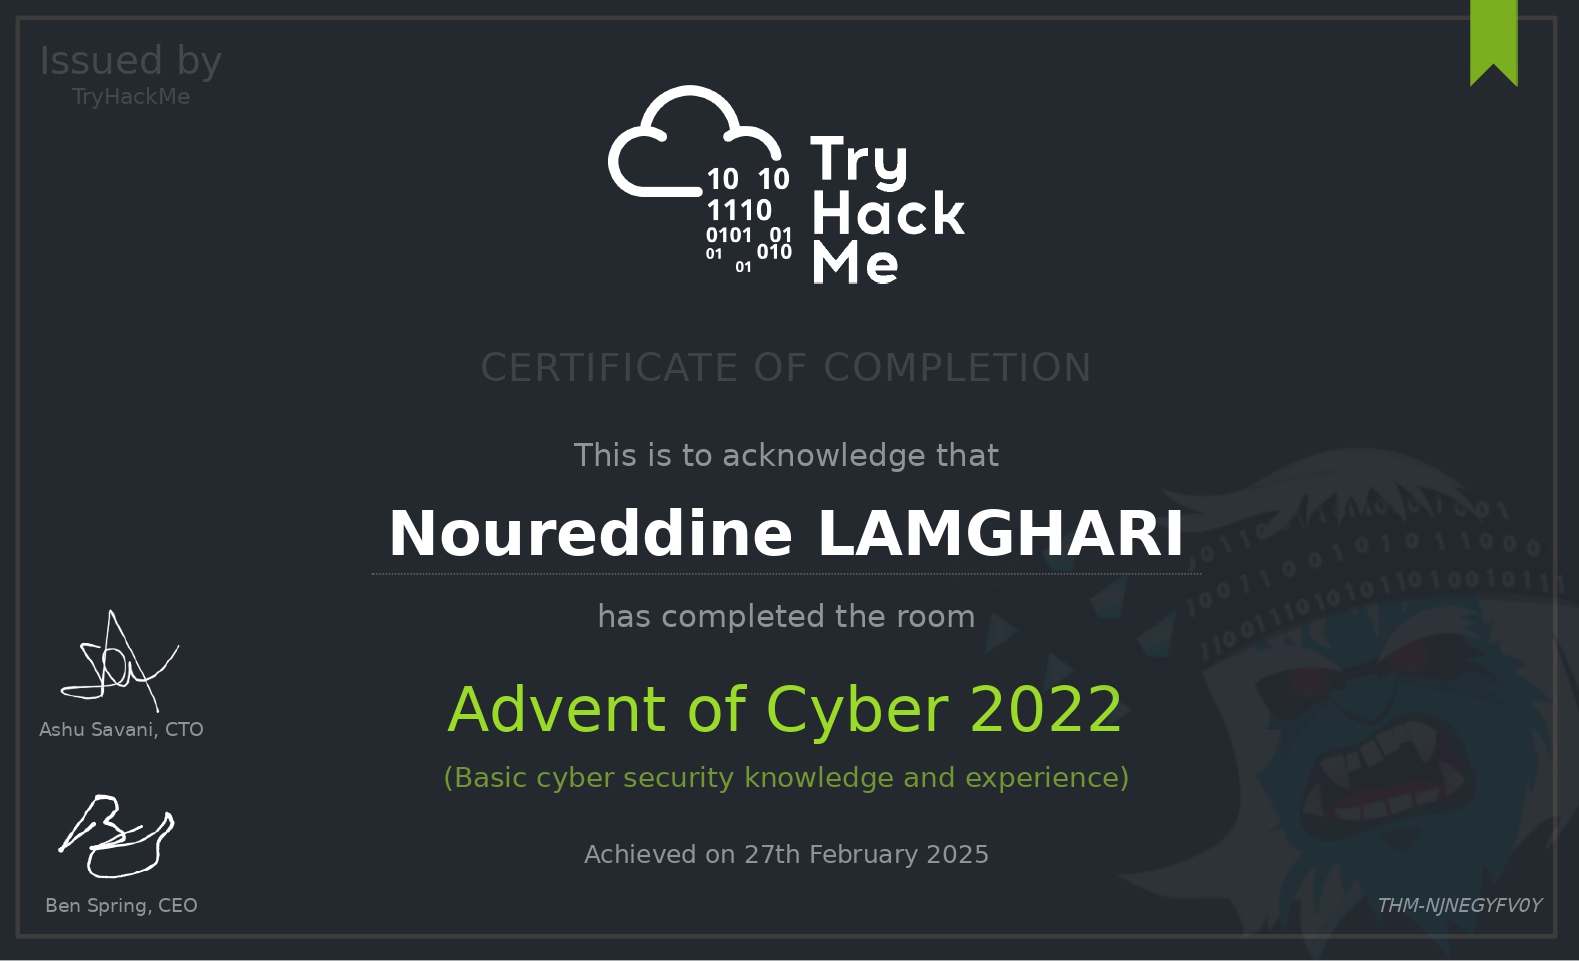 Issued by
TryHackMe
10 10
1110
0101 01
01 010
01
Try
Hack
Me
CERTIFICATE OF COMPLETION
This is to acknowledge that
Noureddine LAMGHARI
has completed the room
Advent of Cyber 2022
(Basic cyber security knowledge and experience)
Achieved on 27th February 2025
Ashu Savani, CTO
Ben Spring, CEO
THM-NJNEGYFV0Y